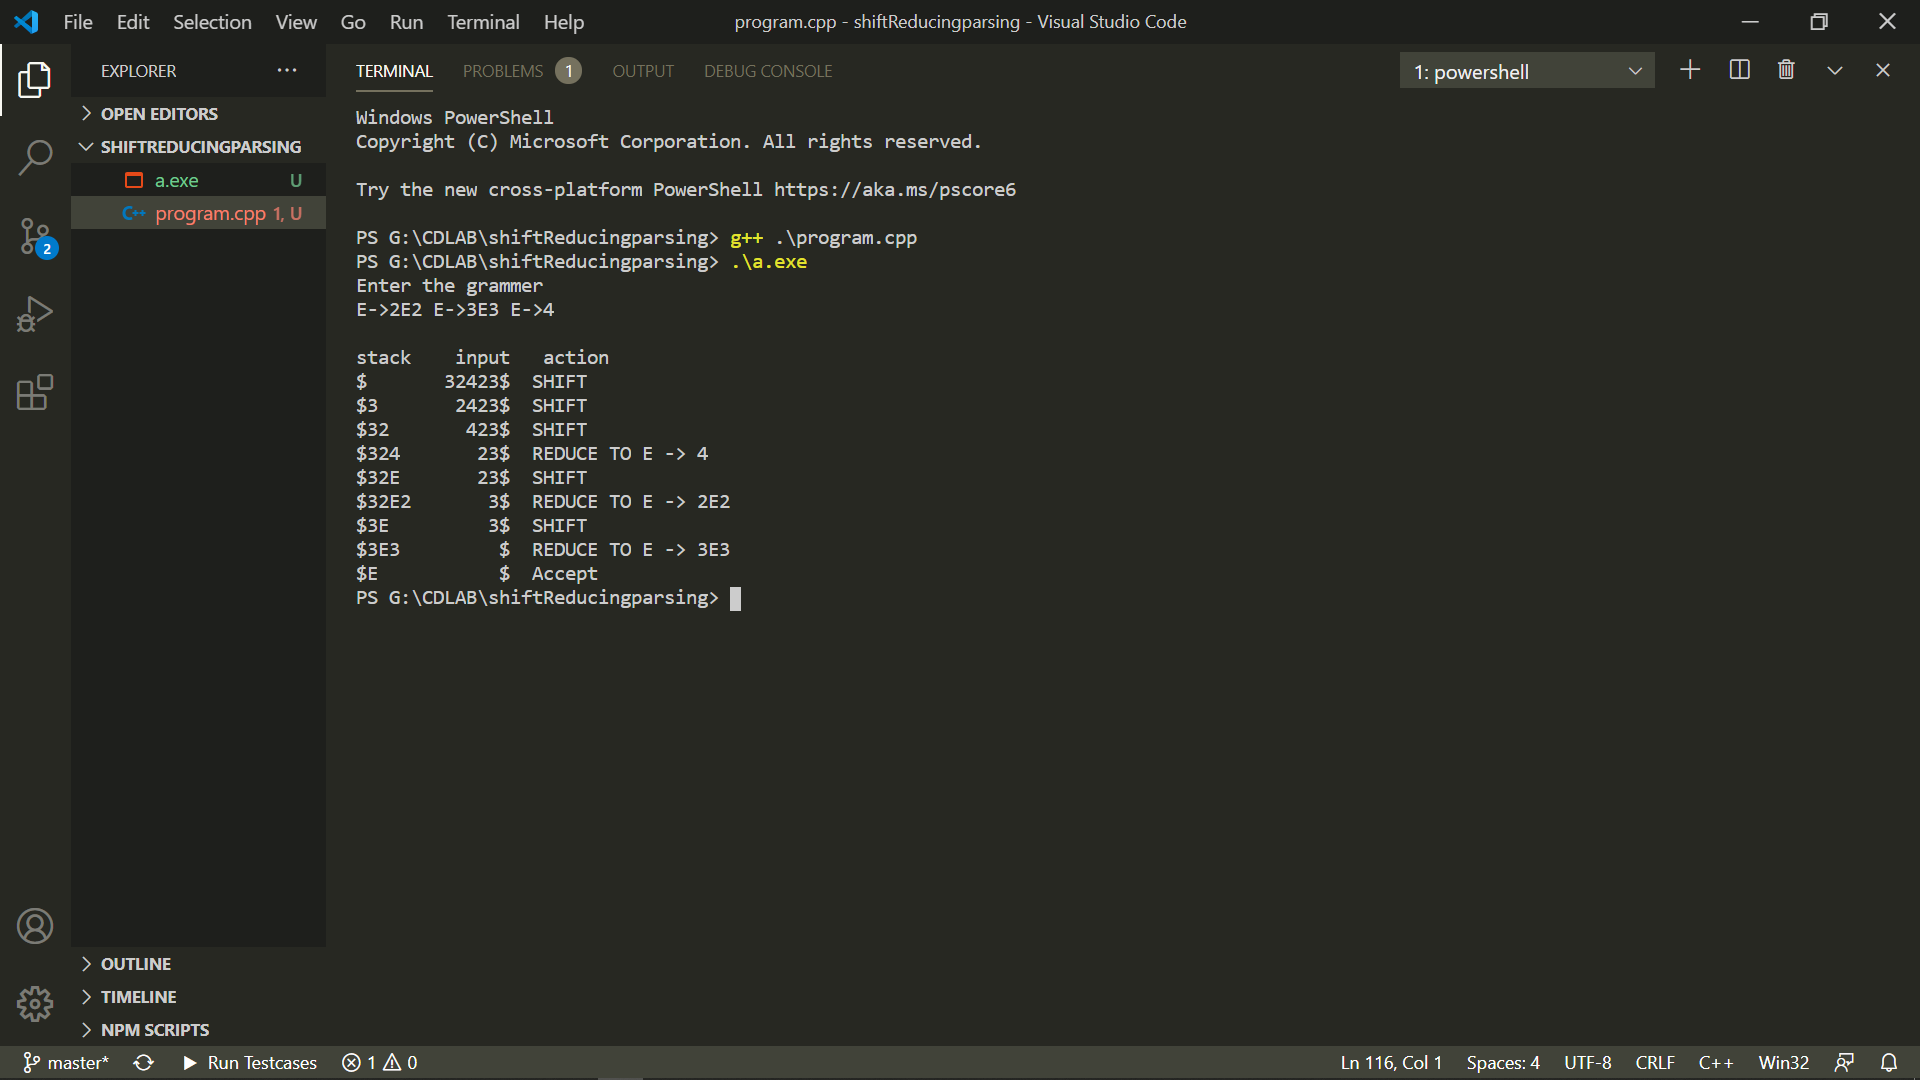 File Edit Selection View Go Run Terminal Help program.cpp - shiftReducingparsing - Visual Studio Code
EXPLORER ···
OPEN EDITORS
SHIFTREDUCINGPARSING
a.exe U
program.cpp 1, U
2
OUTLINE
TIMELINE
NPM SCRIPTS
TERMINAL PROBLEMS 1 OUTPUT DEBUG CONSOLE 1: powershell
Windows PowerShell
Copyright (C) Microsoft Corporation. All rights reserved.
Try the new cross-platform PowerShell https://aka.ms/pscore6
PS G:\CDLAB\shiftReducingparsing> g++ .\program.cpp
PS G:\CDLAB\shiftReducingparsing> .\a.exe
Enter the grammer
E->2E2 E->3E3 E->4
stack input action
$ 32423$ SHIFT
$3 2423$ SHIFT
$32 423$ SHIFT
$324 23$ REDUCE TO E -> 4
$32E 23$ SHIFT
$32E2 3$ REDUCE TO E -> 2E2
$3E 3$ SHIFT
$3E3 $ REDUCE TO E -> 3E3
$E $ Accept
PS G:\CDLAB\shiftReducingparsing>
master* Run Testcases 1 0 Ln 116, Col 1 Spaces: 4 UTF-8 CRLF C++ Win32